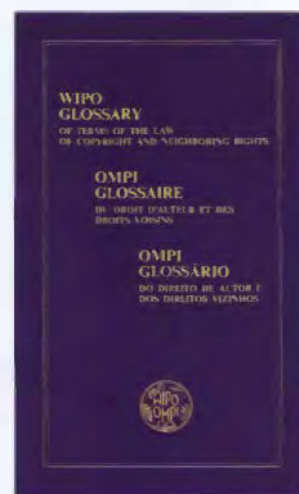 WIPO
GLOSSARY
OF TERMS OF THE LAW
OF COPYRIGHT AND NEIGHBORING RIGHTS
OMPI
GLOSSAIRE
DU DROIT D'AUTEUR ET DES
DROITS VOISINS
OMPI
GLOSSÁRIO
DO DIREITO DE AUTOR E
DOS DIREITOS VIZINHOS
WIPO
OMPI